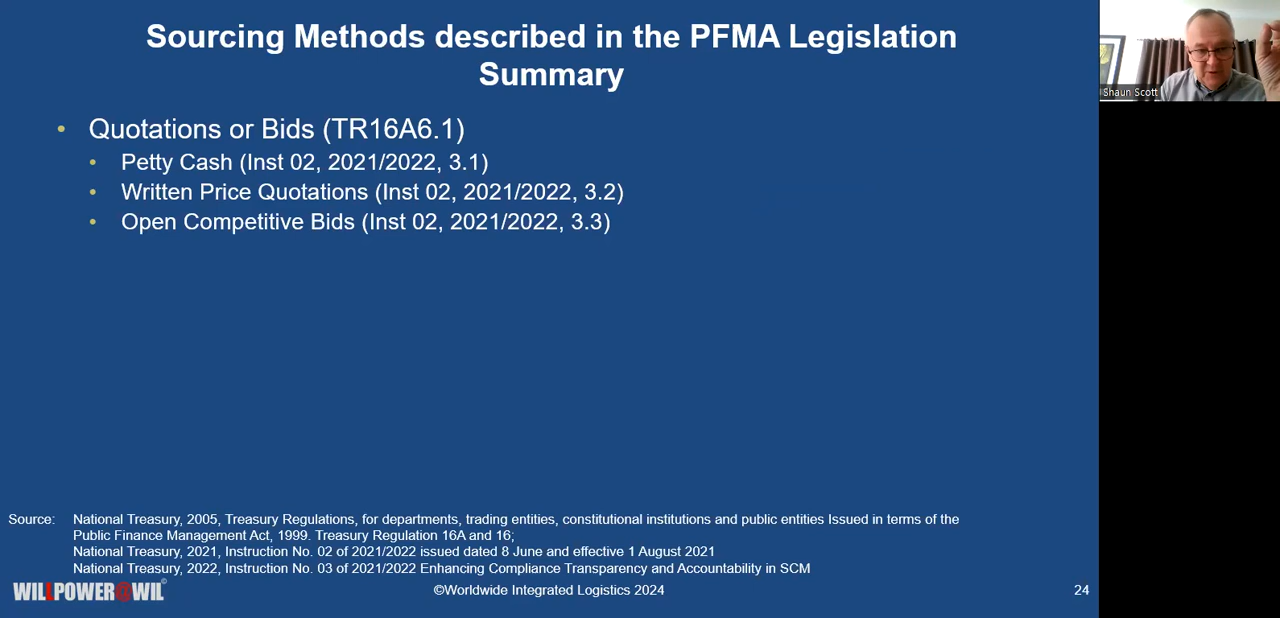 Sourcing Methods described in the PFMA Legislation
Summary
Shaun Scott
• Quotations or Bids (TR16A6.1)
• Petty Cash (Inst 02, 2021/2022, 3.1)
• Written Price Quotations (Inst 02, 2021/2022, 3.2)
• Open Competitive Bids (Inst 02, 2021/2022, 3.3)
Source: National Treasury, 2005, Treasury Regulations, for departments, trading entities, constitutional institutions and public entities Issued in terms of the
Public Finance Management Act, 1999. Treasury Regulation 16A and 16;
National Treasury, 2021, Instruction No. 02 of 2021/2022 issued dated 8 June and effective 1 August 2021
National Treasury, 2022, Instruction No. 03 of 2021/2022 Enhancing Compliance Transparency and Accountability in SCM
WILLPOWER@WIL©
©Worldwide Integrated Logistics 2024
24